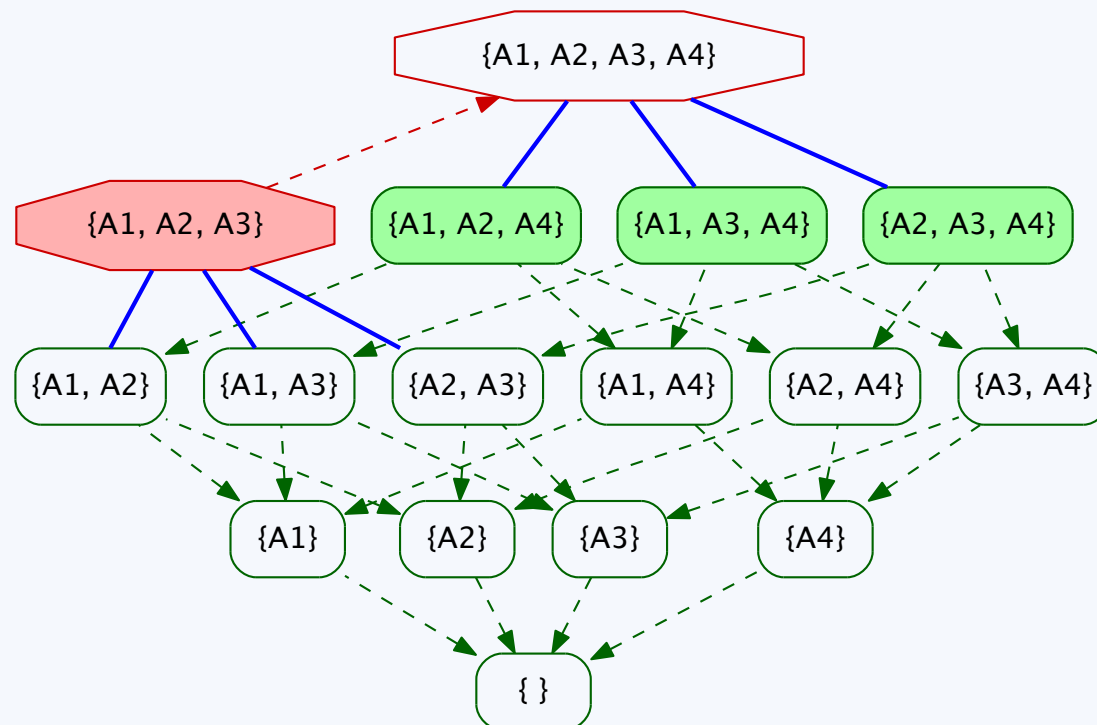 {A1, A2, A3, A4}
{A1, A2, A3}
{A1, A2, A4}
{A1, A3, A4}
{A2, A3, A4}
{A1, A2}
{A1, A3}
{A2, A3}
{A1, A4}
{A2, A4}
{A3, A4}
{A1}
{A2}
{A3}
{A4}
{ }